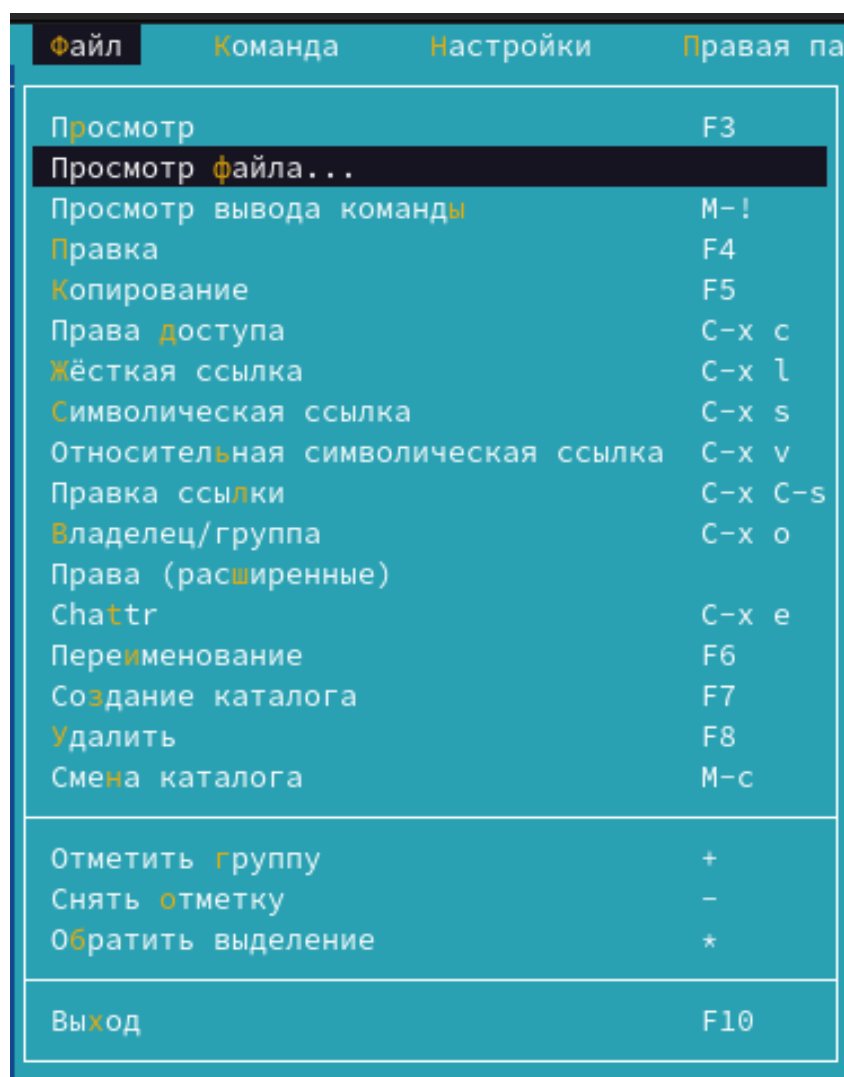 Файл Команда Настройки Правая па
Просмотр F3
Просмотр файла...
Просмотр вывода команды M-!
Правка F4
Копирование F5
Права доступа C-x c
Жёсткая ссылка C-x l
Символическая ссылка C-x s
Относительная символическая ссылка C-x v
Правка ссылки C-x C-s
Владелец/группа C-x o
Права (расширенные)
Chattr C-x e
Переименование F6
Создание каталога F7
Удалить F8
Смена каталога M-c
Отметить группу +
Снять отметку -
Обратить выделение *
Выход F10